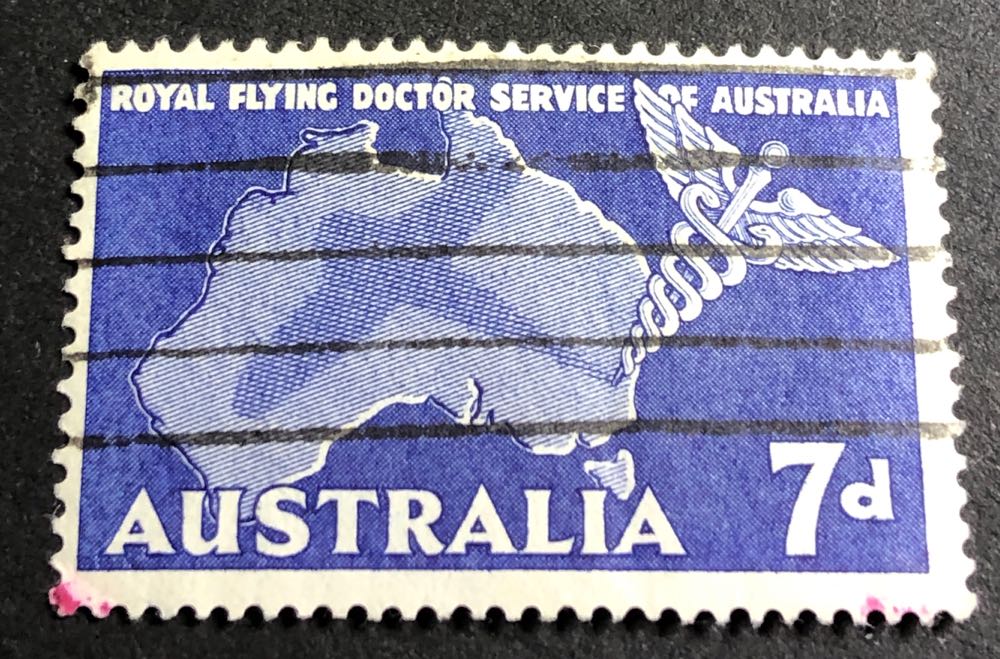 ROYAL FLYING DOCTOR SERVICE OF AUSTRALIA
7d
AUSTRALIA